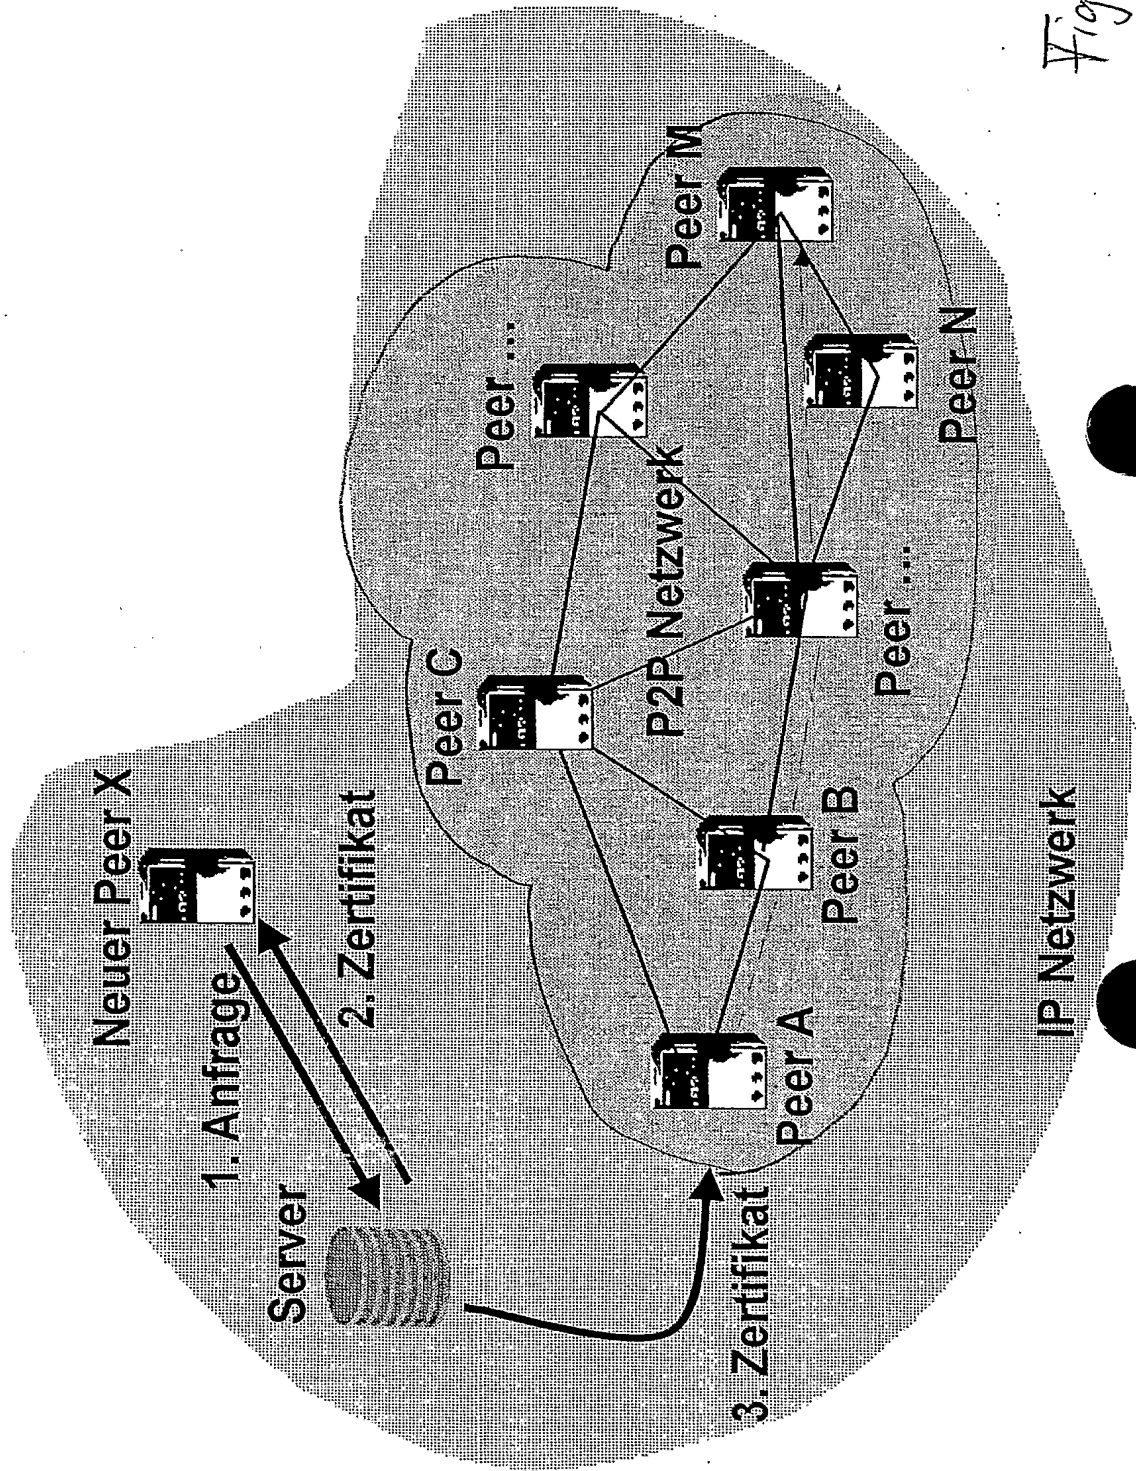 Neuer Peer X
1. Anfrage
2. Zertifikat
Server
3. Zertifikat
Peer C
Peer ...
Peer M
P2P Netzwerk
Peer A
Peer B
Peer ....
Peer N
IP Netzwerk
Fig